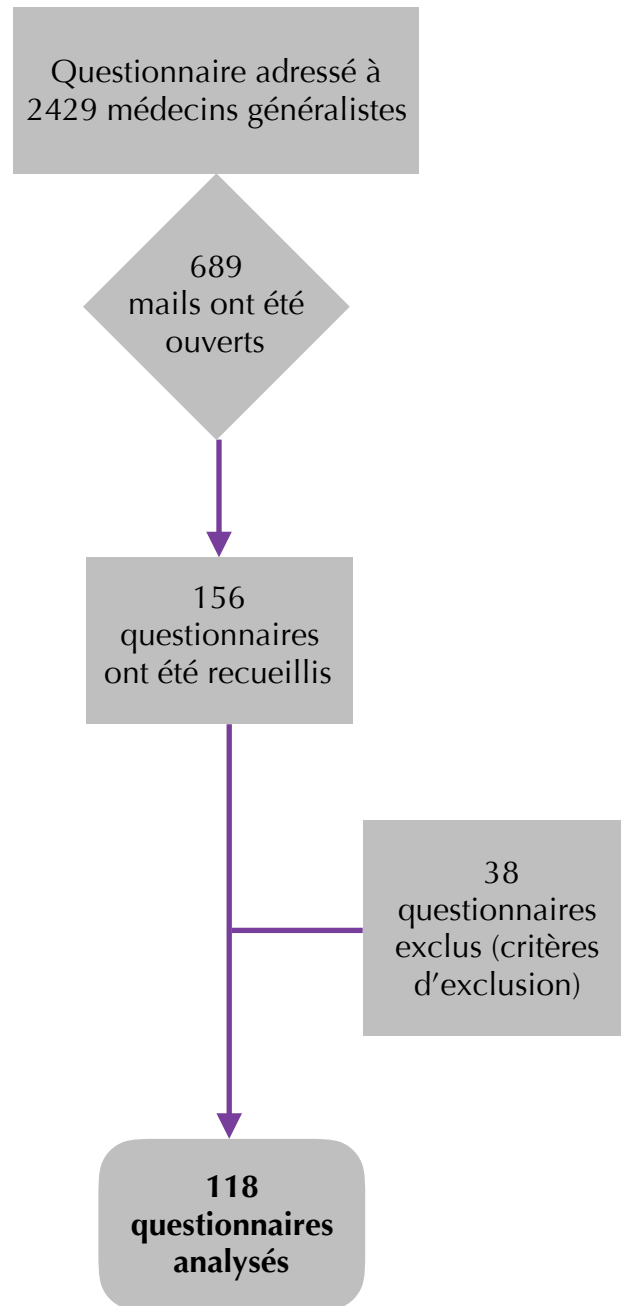 Questionnaire adressé à
2429 médecins généralistes
689
mails ont été
ouverts
156
questionnaires
ont été recueillis
38
questionnaires
exclus (critères
d’exclusion)
118
questionnaires
analysés